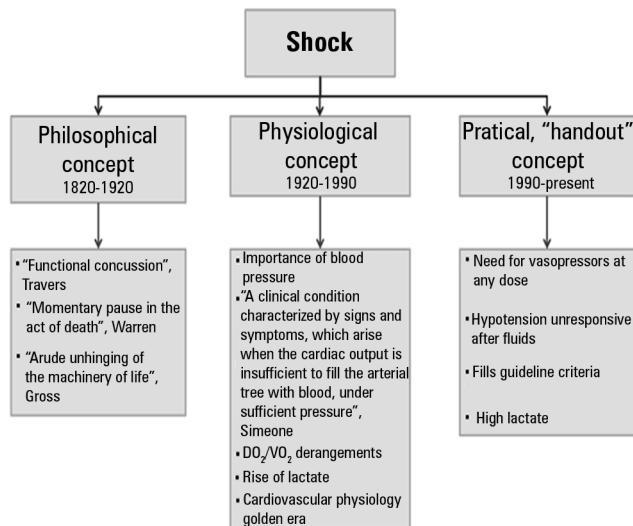 Shock
Philosophical
concept
1820-1920
Physiological
concept
1920-1990
Pratical, “handout”
concept
1990-present
▪ “Functional concussion”,
Travers
▪ “Momentary pause in the
act of death”, Warren
▪ “Arude unhinging of
the machinery of life”,
Gross
▪ Importance of blood
pressure
▪ “A clinical condition
characterized by signs and
symptoms, which arise
when the cardiac output is
insufficient to fill the arterial
tree with blood, under
sufficient pressure”,
Simeone
▪ DO₂/VO₂ derangements
▪ Rise of lactate
▪ Cardiovascular physiology
golden era
▪ Need for vasopressors at
any dose
▪ Hypotension unresponsive
after fluids
▪ Fills guideline criteria
▪ High lactate